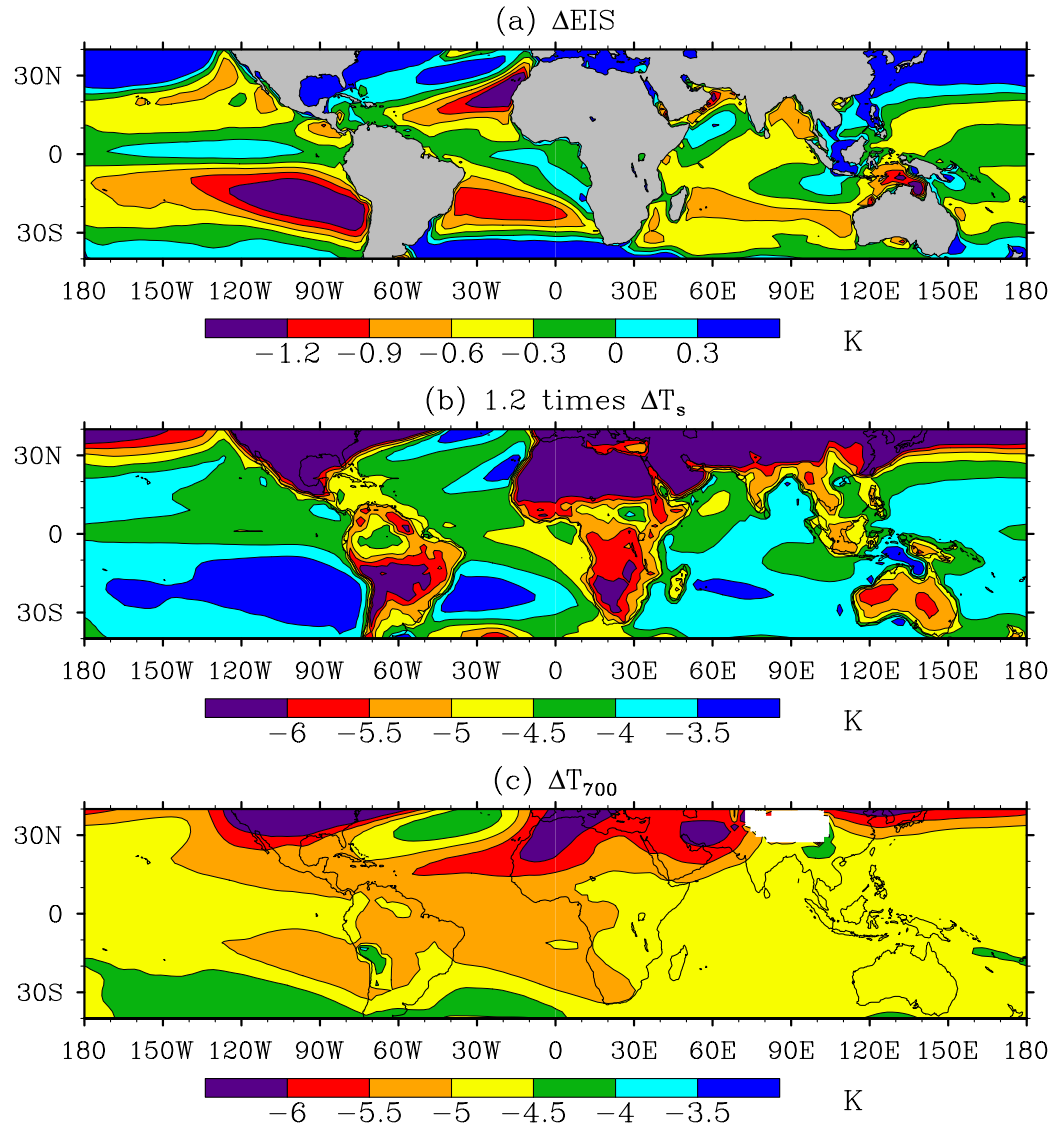 (a) ΔEIS
30N
0
30S
180 150W 120W 90W 60W 30W 0 30E 60E 90E 120E 150E 180
−1.2 −0.9 −0.6 −0.3 0 0.3 K
(b) 1.2 times ΔTₛ
30N
0
30S
180 150W 120W 90W 60W 30W 0 30E 60E 90E 120E 150E 180
−6 −5.5 −5 −4.5 −4 −3.5 K
(c) ΔT₇₀₀
30N
0
30S
180 150W 120W 90W 60W 30W 0 30E 60E 90E 120E 150E 180
−6 −5.5 −5 −4.5 −4 −3.5 K